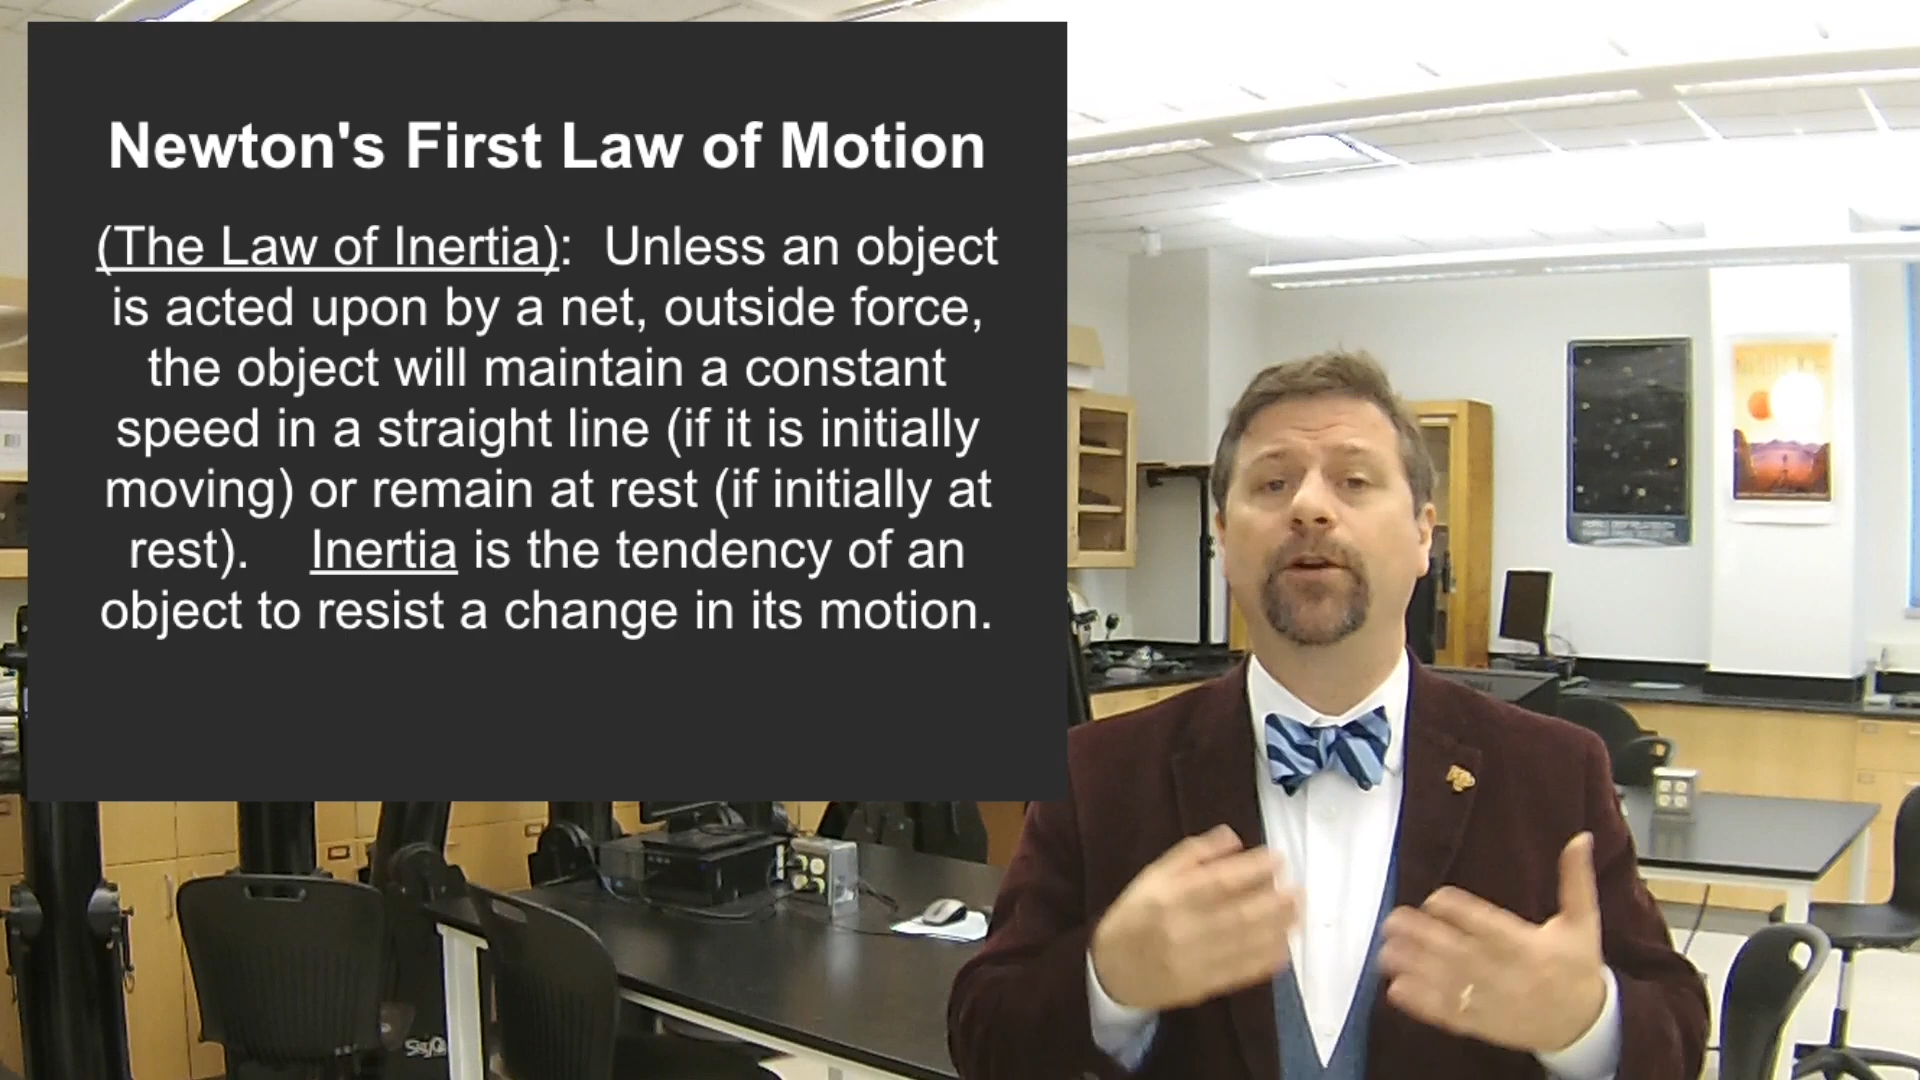 Newton's First Law of Motion
(The Law of Inertia):  Unless an object
is acted upon by a net, outside force,
the object will maintain a constant
speed in a straight line (if it is initially
moving) or remain at rest (if initially at
rest).    Inertia is the tendency of an
object to resist a change in its motion.